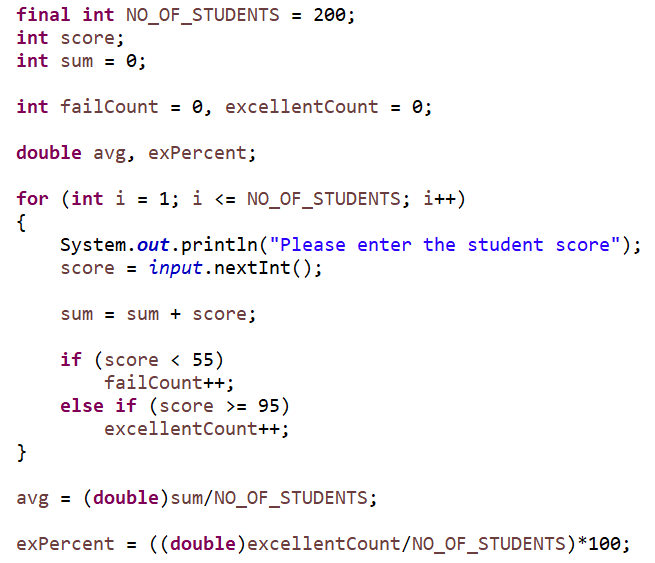 final int NO_OF_STUDENTS = 200;
int score;
int sum = 0;
int failCount = 0, excellentCount = 0;
double avg, exPercent;
for (int i = 1; i <= NO_OF_STUDENTS; i++)
{
System.out.println("Please enter the student score");
score = input.nextInt();
sum = sum + score;
if (score < 55)
failCount++;
else if (score >= 95)
excellentCount++;
}
avg = (double)sum/NO_OF_STUDENTS;
exPercent = ((double)excellentCount/NO_OF_STUDENTS)*100;